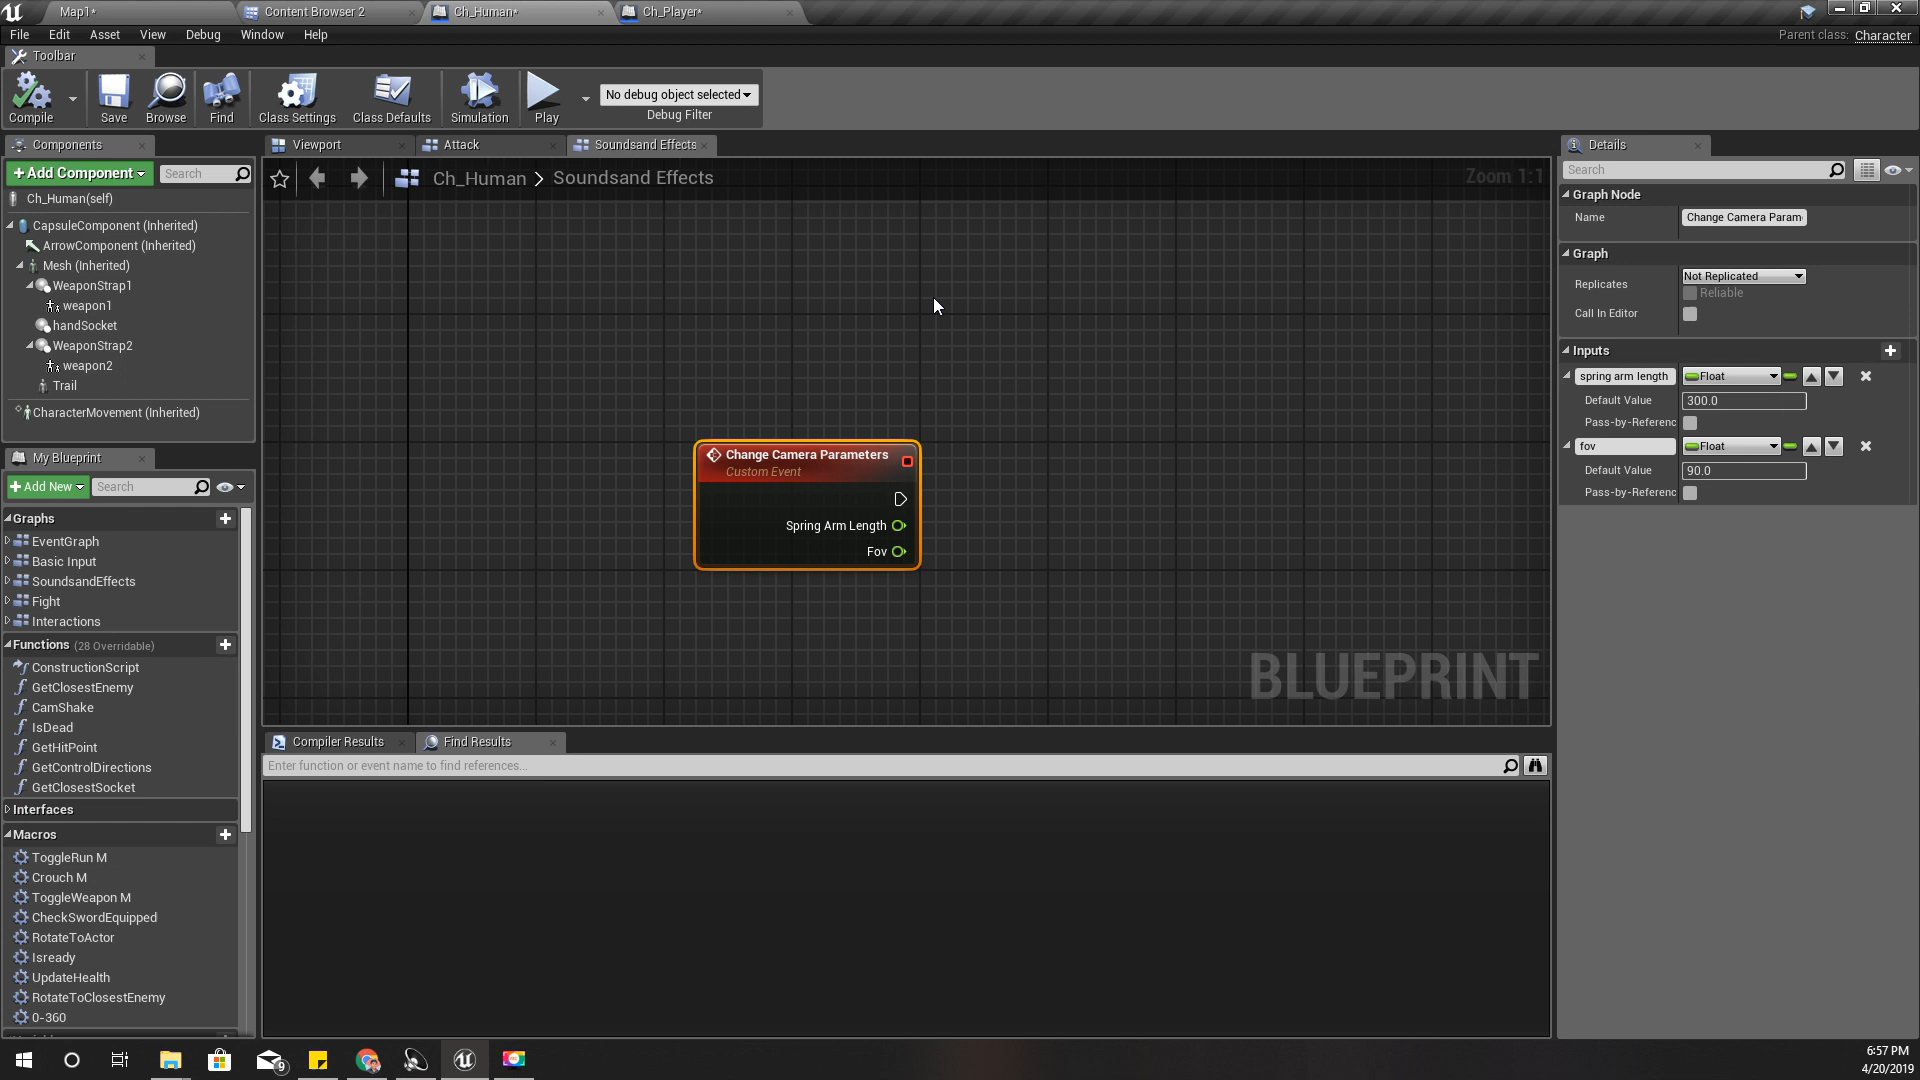 Map1*
Content Browser 2
Ch_Human*
Ch_Player*
File Edit Asset View Debug Window Help
Parent class: Character
Toolbar
Compile
Save
Browse
Find
Class Settings
Class Defaults
Simulation
Play
No debug object selected
Debug Filter
Components
+Add Component
Search
Ch_Human(self)
CapsuleComponent (Inherited)
ArrowComponent (Inherited)
Mesh (Inherited)
WeaponStrap1
weapon1
handSocket
WeaponStrap2
weapon2
Trail
CharacterMovement (Inherited)
My Blueprint
+Add New
Search
Graphs
EventGraph
Basic Input
SoundsandEffects
Fight
Interactions
Functions (28 Overridable)
ConstructionScript
GetClosestEnemy
CamShake
IsDead
GetHitPoint
GetControlDirections
GetClosestSocket
Interfaces
Macros
ToggleRun M
Crouch M
ToggleWeapon M
CheckSwordEquipped
RotateToActor
Isready
UpdateHealth
RotateToClosestEnemy
0-360
Viewport
Attack
Soundsand Effects
Ch_Human > Soundsand Effects
Zoom 1:1
Change Camera Parameters
Custom Event
Spring Arm Length
Fov
BLUEPRINT
Compiler Results
Find Results
Enter function or event name to find references...
Details
Search
Graph Node
Name
Change Camera Param
Graph
Replicates
Not Replicated
Reliable
Call In Editor
Inputs
spring arm length
Float
Default Value
300.0
Pass-by-Referenc
fov
Float
Default Value
90.0
Pass-by-Referenc
9
6:57 PM
4/20/2019